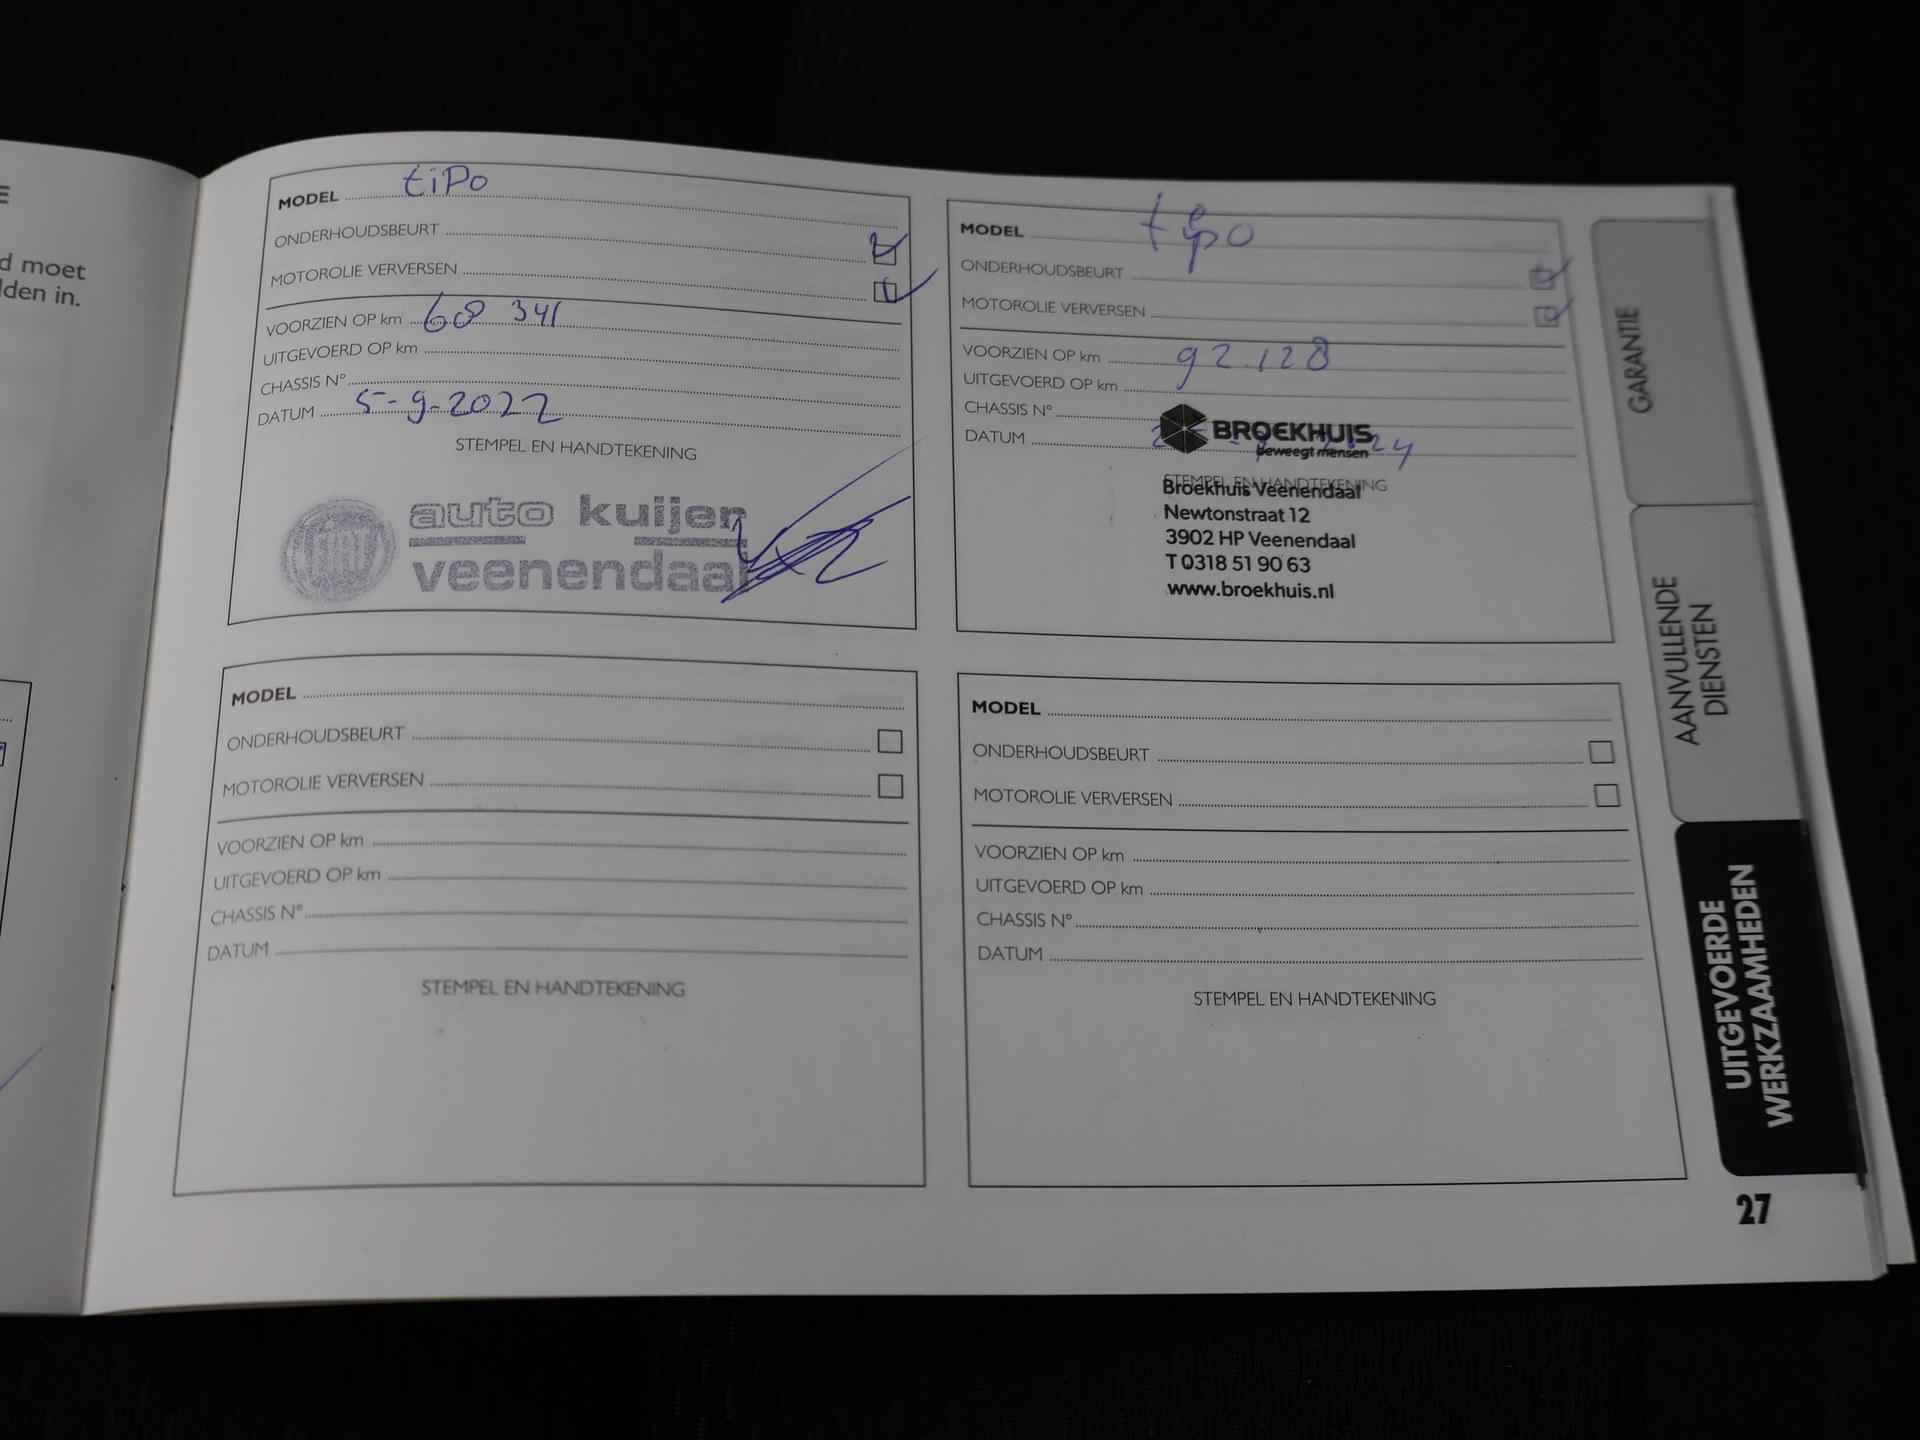 E
d moet
lden in.
MODEL tiPo
ONDERHOUDSBEURT
MOTOROLIE VERVERSEN
VOORZIEN OP km 60 341
UITGEVOERD OP km
CHASSIS N°
DATUM 5-9-2022
STEMPEL EN HANDTEKENING
FIAT
auto kuijer
veenendaal
MODEL tipo
ONDERHOUDSBEURT
MOTOROLIE VERVERSEN
VOORZIEN OP km 92.128
UITGEVOERD OP km
CHASSIS N°
DATUM
BROEKHUIS
beweegt mensen
STEMPEL EN HANDTEKENING
Broekhuis Veenendaal
Newtonstraat 12
3902 HP Veenendaal
T 0318 51 90 63
www.broekhuis.nl
MODEL
ONDERHOUDSBEURT
MOTOROLIE VERVERSEN
VOORZIEN OP km
UITGEVOERD OP km
CHASSIS N°
DATUM
STEMPEL EN HANDTEKENING
MODEL
ONDERHOUDSBEURT
MOTOROLIE VERVERSEN
VOORZIEN OP km
UITGEVOERD OP km
CHASSIS N°
DATUM
STEMPEL EN HANDTEKENING
GARANTIE
AANVULLENDE
DIENSTEN
UITGEVOERDE
WERKZAAMHEDEN
27